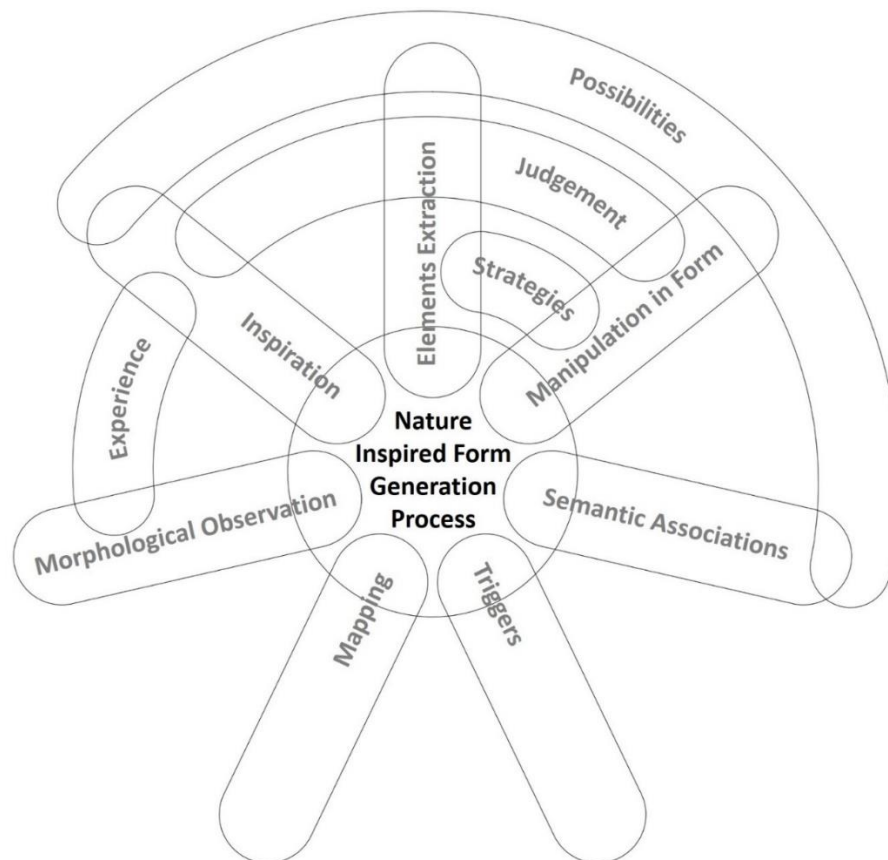 Possibilities
Judgement
Strategies
Elements Extraction
Manipulation in Form
Inspiration
Experience
Nature
Inspired Form
Generation
Process
Morphological Observation
Semantic Associations
Mapping
Triggers